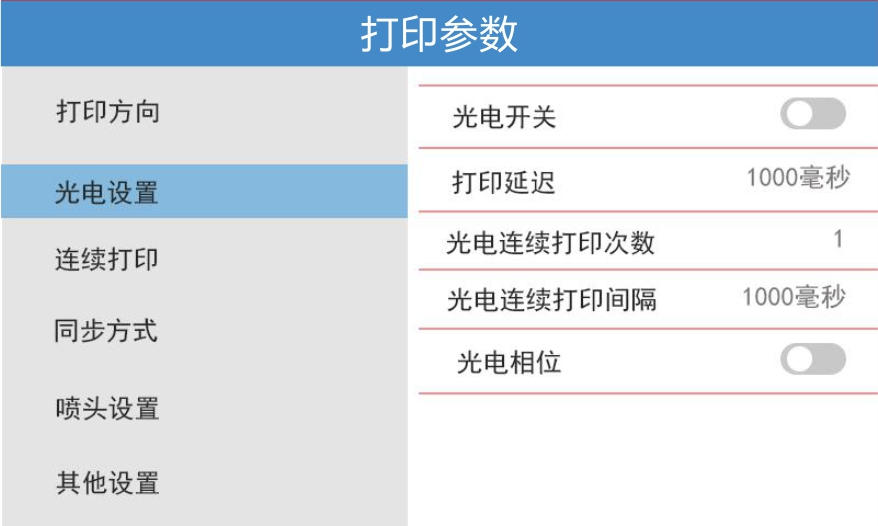 打印参数
打印方向
光电设置
连续打印
同步方式
喷头设置
其他设置
光电开关
打印延迟 1000毫秒
光电连续打印次数 1
光电连续打印间隔 1000毫秒
光电相位